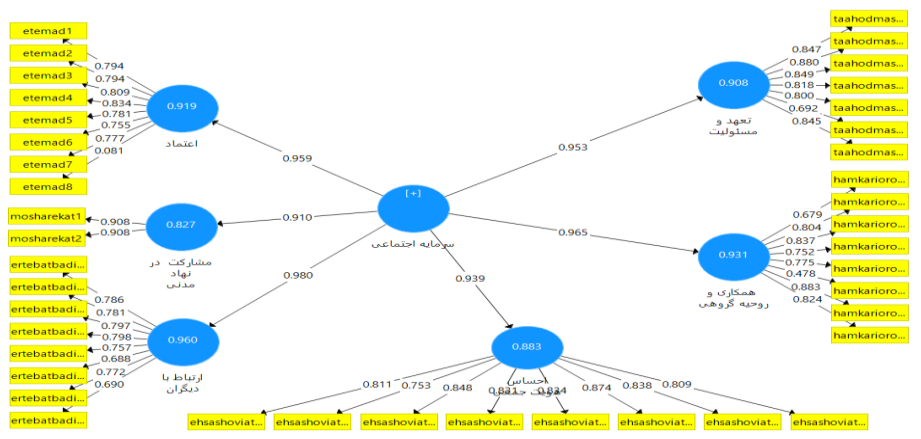 etemad1
etemad2
etemad3
etemad4
etemad5
etemad6
etemad7
etemad8
0.794
0.794
0.809
0.834
0.781
0.755
0.777
0.081
0.919
اعتماد
0.959
mosharekat1
mosharekat2
0.908
0.908
0.827
مشارکت در
نهاد
مدنی
0.910
ertebatbadi...
ertebatbadi...
ertebatbadi...
ertebatbadi...
ertebatbadi...
ertebatbadi...
ertebatbadi...
ertebatbadi...
0.786
0.781
0.797
0.798
0.757
0.688
0.772
0.690
0.960
ارتباط با
دیگران
0.980
[+]
سرمایه اجتماعی
0.953
0.908
تعهد و
مسئولیت
0.847
0.880
0.849
0.818
0.800
0.692
0.845
taahodmas...
taahodmas...
taahodmas...
taahodmas...
taahodmas...
taahodmas...
taahodmas...
0.965
0.931
همکاری و
روحیه گروهی
0.679
0.804
0.837
0.752
0.775
0.478
0.883
0.824
hamkarioro...
hamkarioro...
hamkarioro...
hamkarioro...
hamkarioro...
hamkarioro...
hamkarioro...
hamkarioro...
0.939
0.883
احساس
هویت
0.811
0.753
0.848
0.874
0.838
0.809
ehsashoviat...
ehsashoviat...
ehsashoviat...
ehsashoviat...
ehsashoviat...
ehsashoviat...
ehsashoviat...
ehsashoviat...